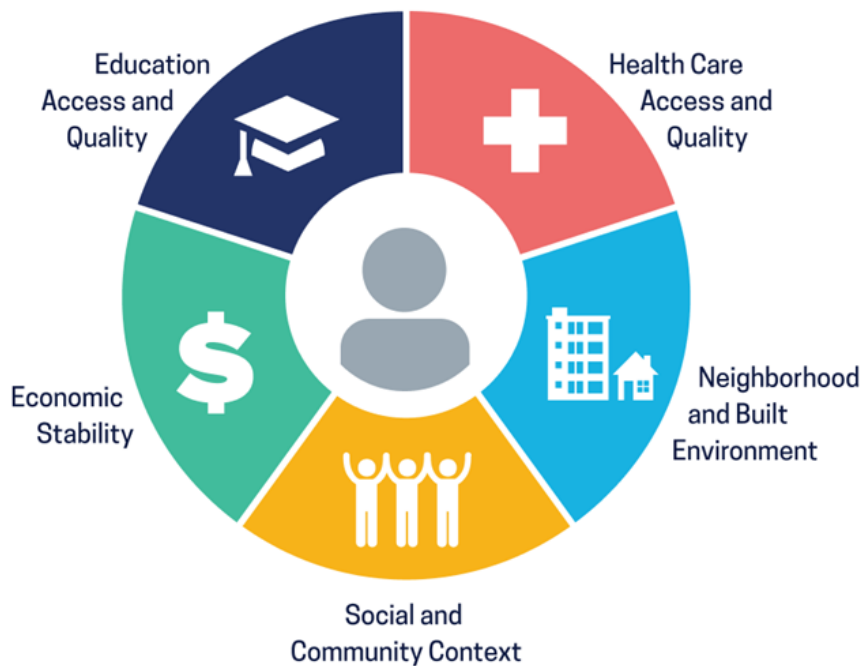 Education
Access and
Quality
Health Care
Access and
Quality
Economic
Stability
Neighborhood
and Built
Environment
Social and
Community Context